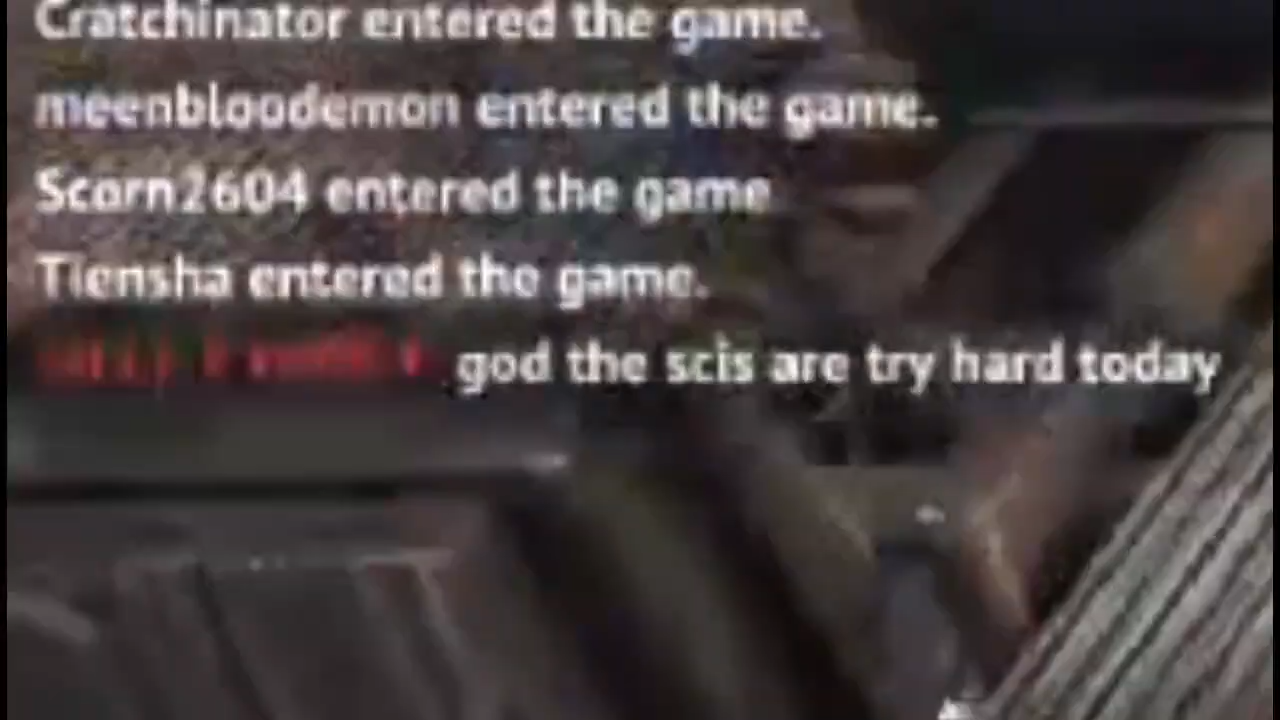 Cratchinator entered the game.
meenbloodemon entered the game.
Scorn2604 entered the game
Tiensha entered the game.
god the scis are try hard today